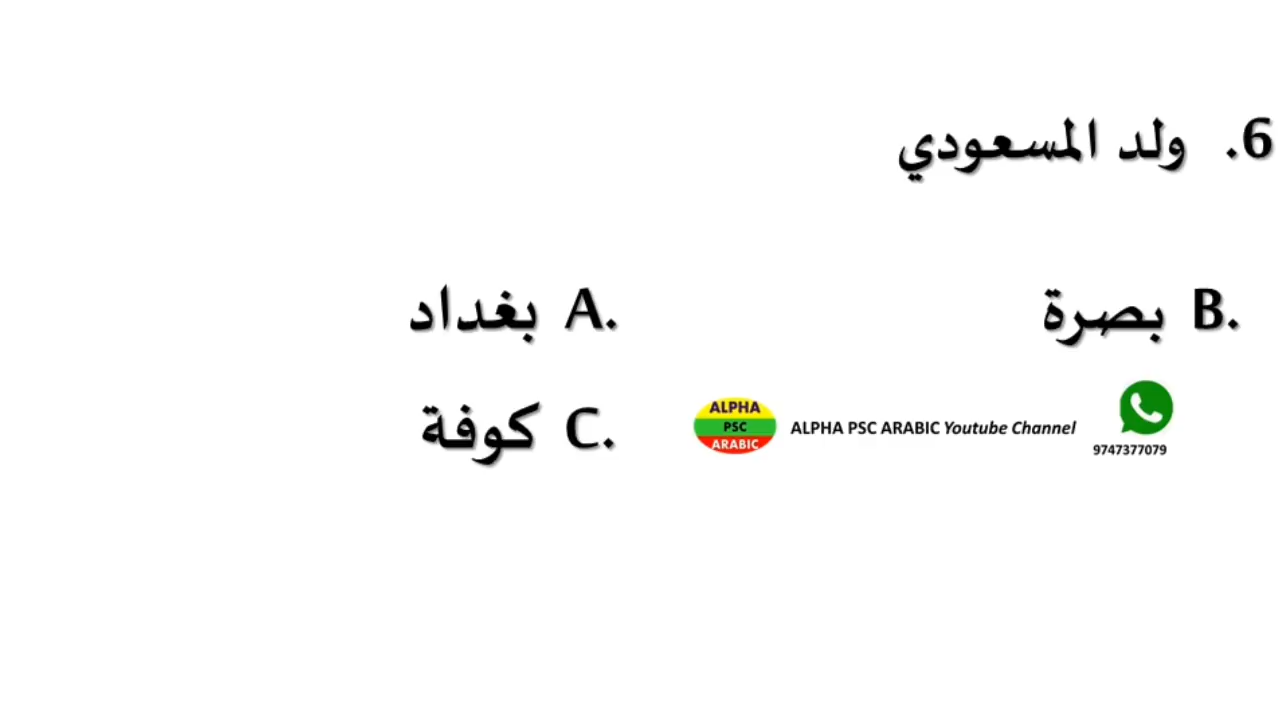 6. ولد المسعودي
A. بغداد
B. بصرة
C. كوفة
ALPHA
PSC
ARABIC
ALPHA PSC ARABIC Youtube Channel
9747377079